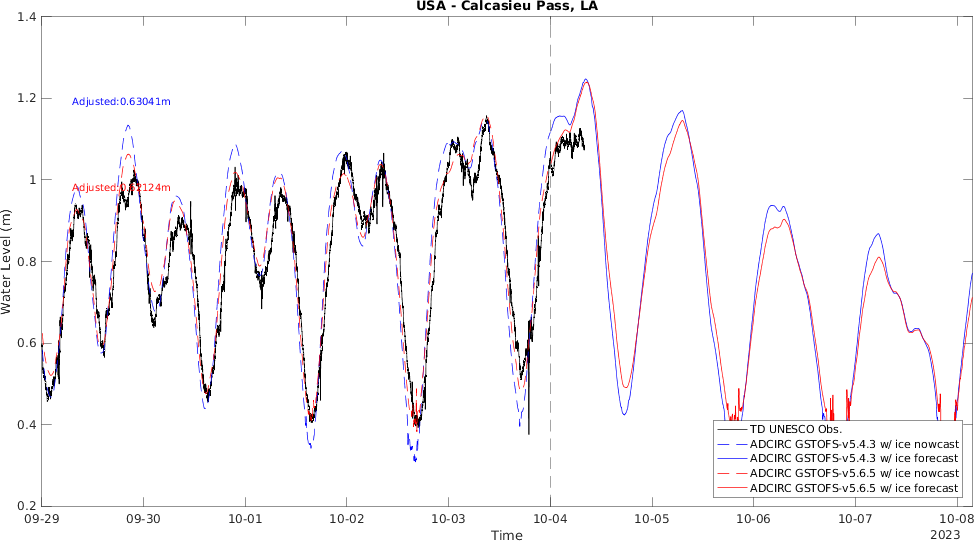 USA - Calcasieu Pass, LA
1.4
1.2
1
0.8
0.6
0.4
0.2
Water Level (m)
Adjusted:0.63041m
Adjusted:0.62124m
TD UNESCO Obs.
ADCIRC GSTOFS-v5.4.3 w/ ice nowcast
ADCIRC GSTOFS-v5.4.3 w/ ice forecast
ADCIRC GSTOFS-v5.6.5 w/ ice nowcast
ADCIRC GSTOFS-v5.6.5 w/ ice forecast
09-29 09-30 10-01 10-02 10-03 10-04 10-05 10-06 10-07 10-08
2023
Time